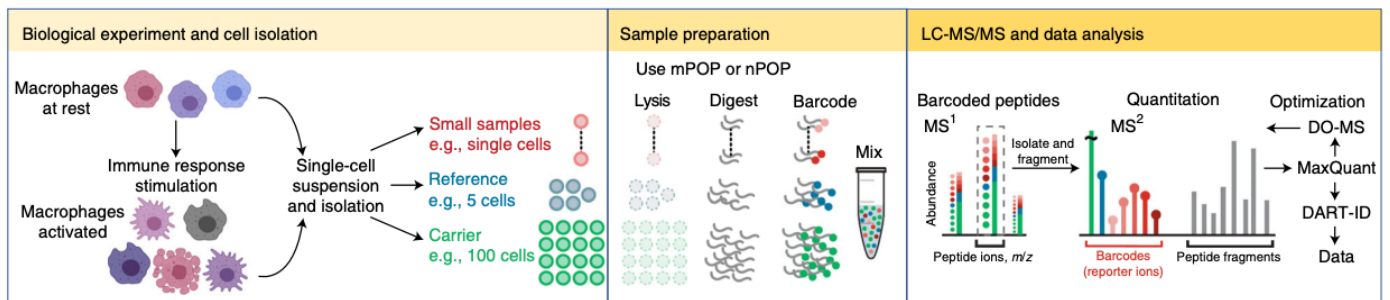 Biological experiment and cell isolation
Macrophages
at rest
Immune response
stimulation
Macrophages
activated
Single-cell
suspension
and isolation
Small samples
e.g., single cells
Reference
e.g., 5 cells
Carrier
e.g., 100 cells
Sample preparation
Use mPOP or nPOP
Lysis
Digest
Barcode
Mix
LC-MS/MS and data analysis
Barcoded peptides
MS1
Abundance
Peptide ions, m/z
Isolate and
fragment
Quantitation
MS2
Barcodes
(reporter ions)
Peptide fragments
Optimization
DO-MS
MaxQuant
DART-ID
Data